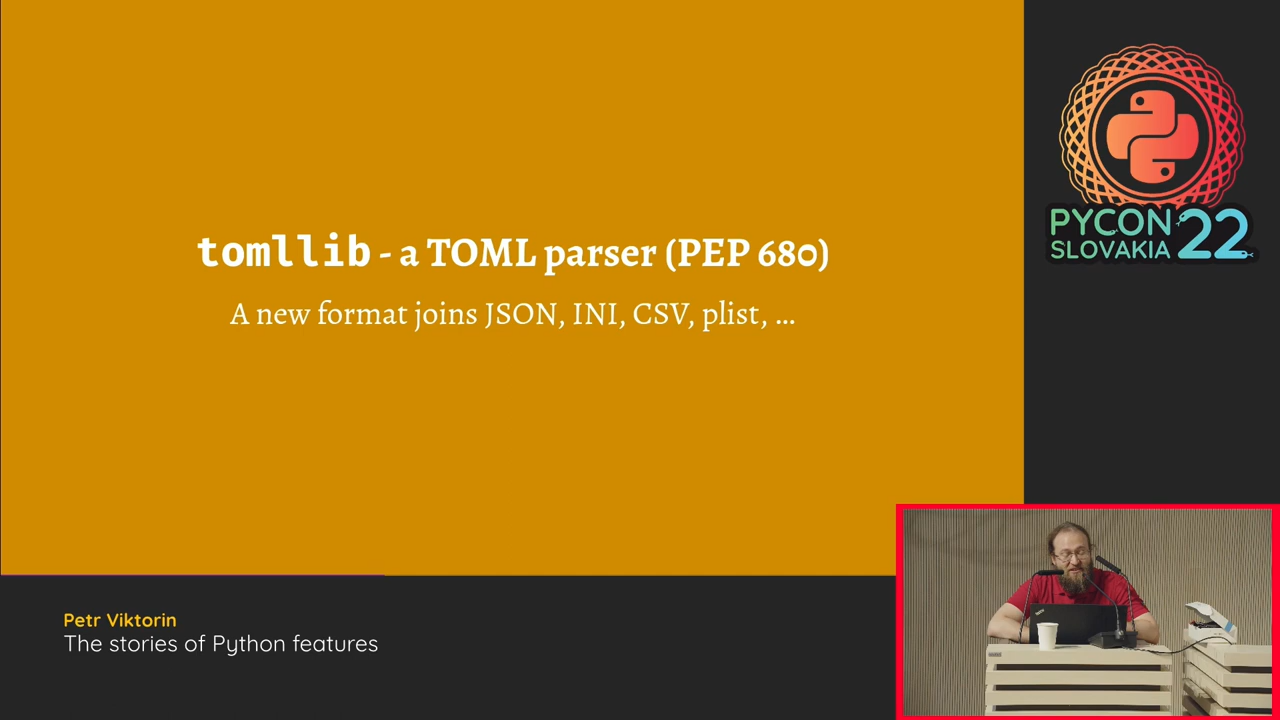 tomllib - a TOML parser (PEP 680)
A new format joins JSON, INI, CSV, plist, ...
PYCON
SLOVAKIA
22
Petr Viktorin
The stories of Python features